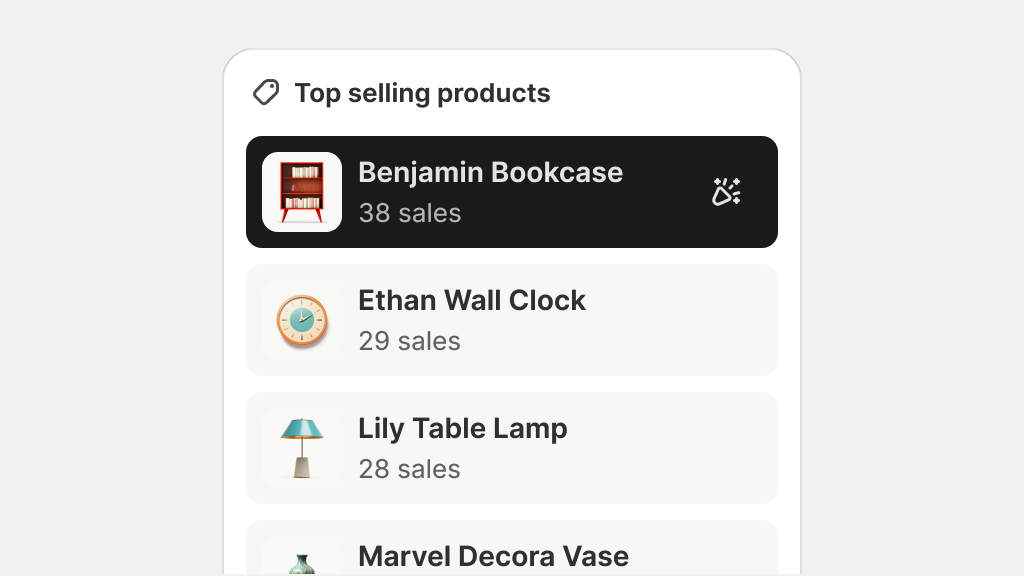 Top selling products
Benjamin Bookcase
38 sales
Ethan Wall Clock
29 sales
Lily Table Lamp
28 sales
Marvel Decora Vase